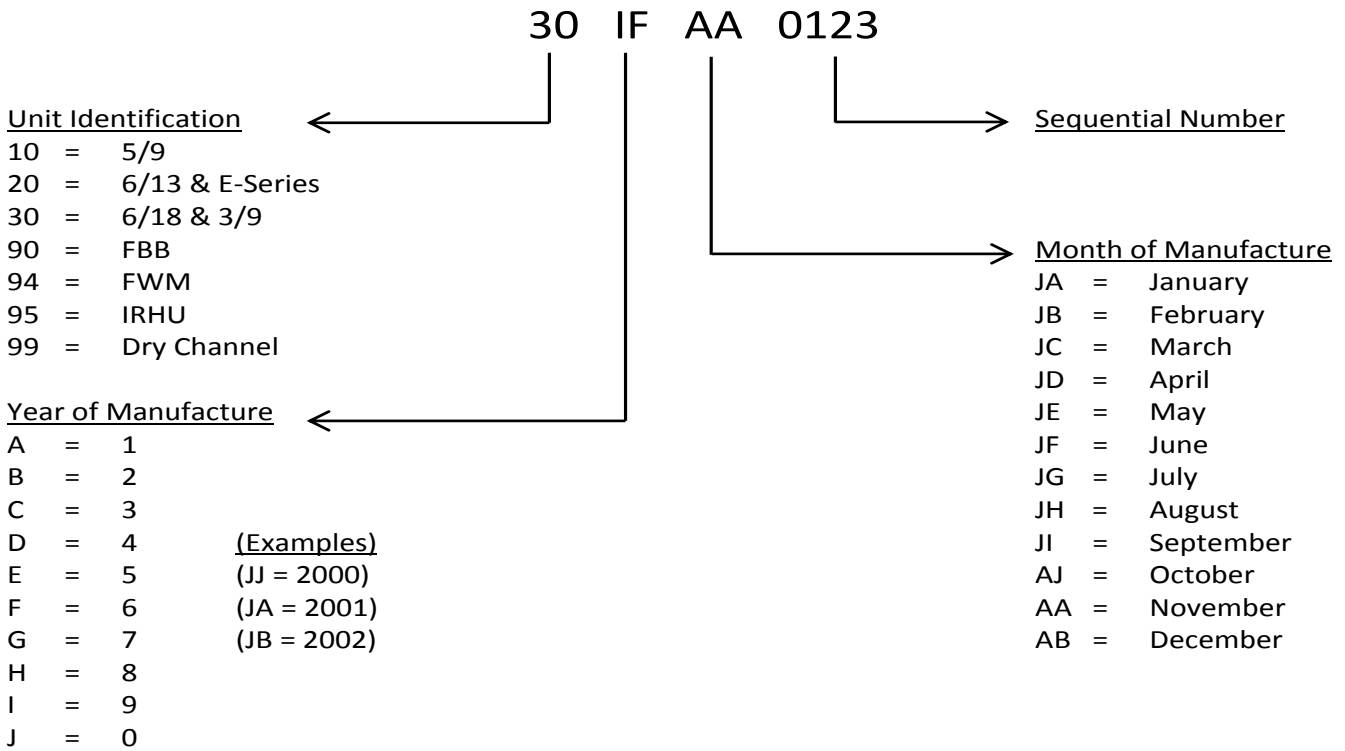 30 IF AA 0123
Unit Identification
10 = 5/9
20 = 6/13 & E-Series
30 = 6/18 & 3/9
90 = FBB
94 = FWM
95 = IRHU
99 = Dry Channel
Year of Manufacture
A = 1
B = 2
C = 3
D = 4
E = 5
F = 6
G = 7
H = 8
I = 9
J = 0
(Examples)
(JJ = 2000)
(JA = 2001)
(JB = 2002)
Sequential Number
Month of Manufacture
JA = January
JB = February
JC = March
JD = April
JE = May
JF = June
JG = July
JH = August
JI = September
AJ = October
AA = November
AB = December